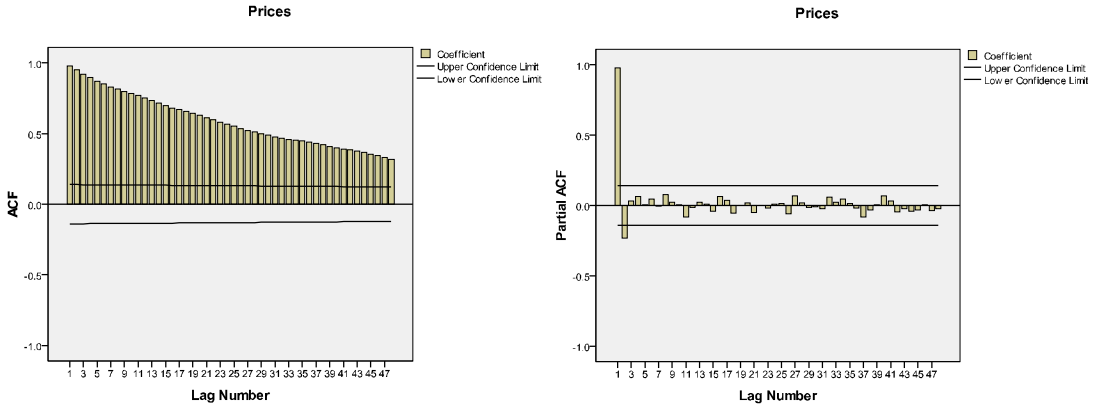 Prices
1.0
0.5
0.0
-0.5
-1.0
ACF
1 3 5 7 9 11 13 15 17 19 21 23 25 27 29 31 33 35 37 39 41 43 45 47
Lag Number
Coefficient
Upper Confidence Limit
Lower Confidence Limit
Prices
1.0
0.5
0.0
-0.5
-1.0
Partial ACF
1 3 5 7 9 11 13 15 17 19 21 23 25 27 29 31 33 35 37 39 41 43 45 47
Lag Number
Coefficient
Upper Confidence Limit
Lower Confidence Limit